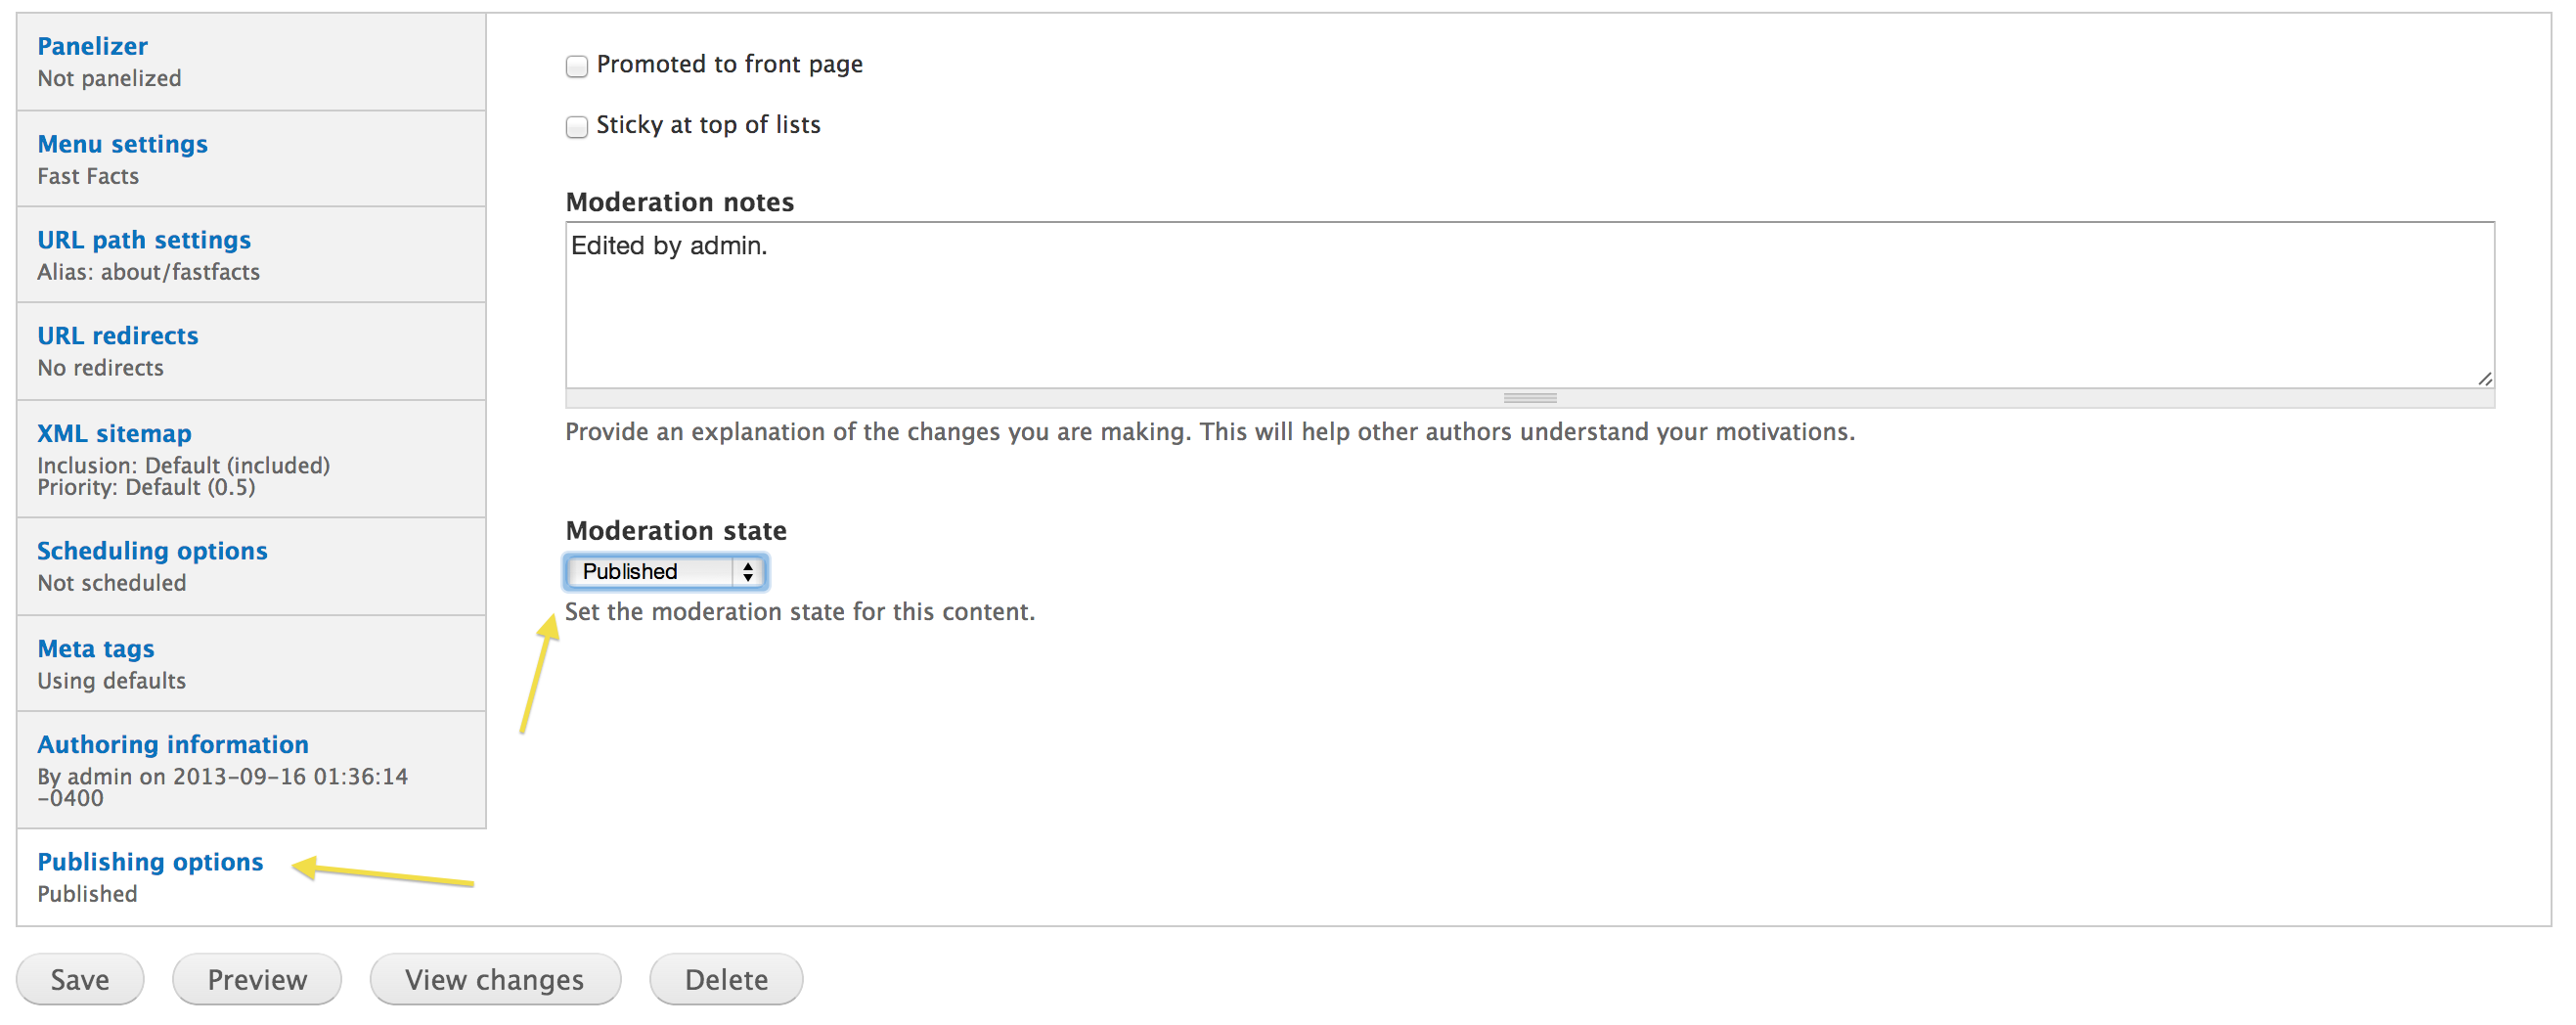 Panelizer
Not panelized
Menu settings
Fast Facts
URL path settings
Alias: about/fastfacts
URL redirects
No redirects
XML sitemap
Inclusion: Default (included)
Priority: Default (0.5)
Scheduling options
Not scheduled
Meta tags
Using defaults
Authoring information
By admin on 2013-09-16 01:36:14
-0400
Publishing options
Published
Promoted to front page
Sticky at top of lists
Moderation notes
Edited by admin.
Provide an explanation of the changes you are making. This will help other authors understand your motivations.
Moderation state
Published
Set the moderation state for this content.
Save Preview View changes Delete